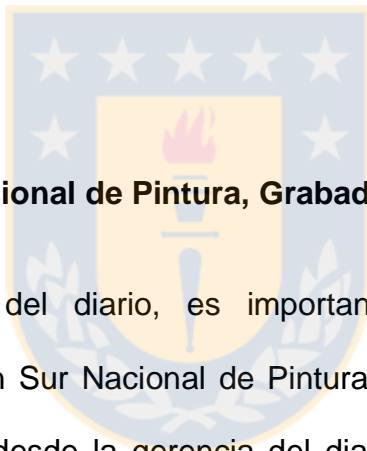 ional de Pintura, Grabad
del diario, es importan
n Sur Nacional de Pintura
desde la gerencia del dia